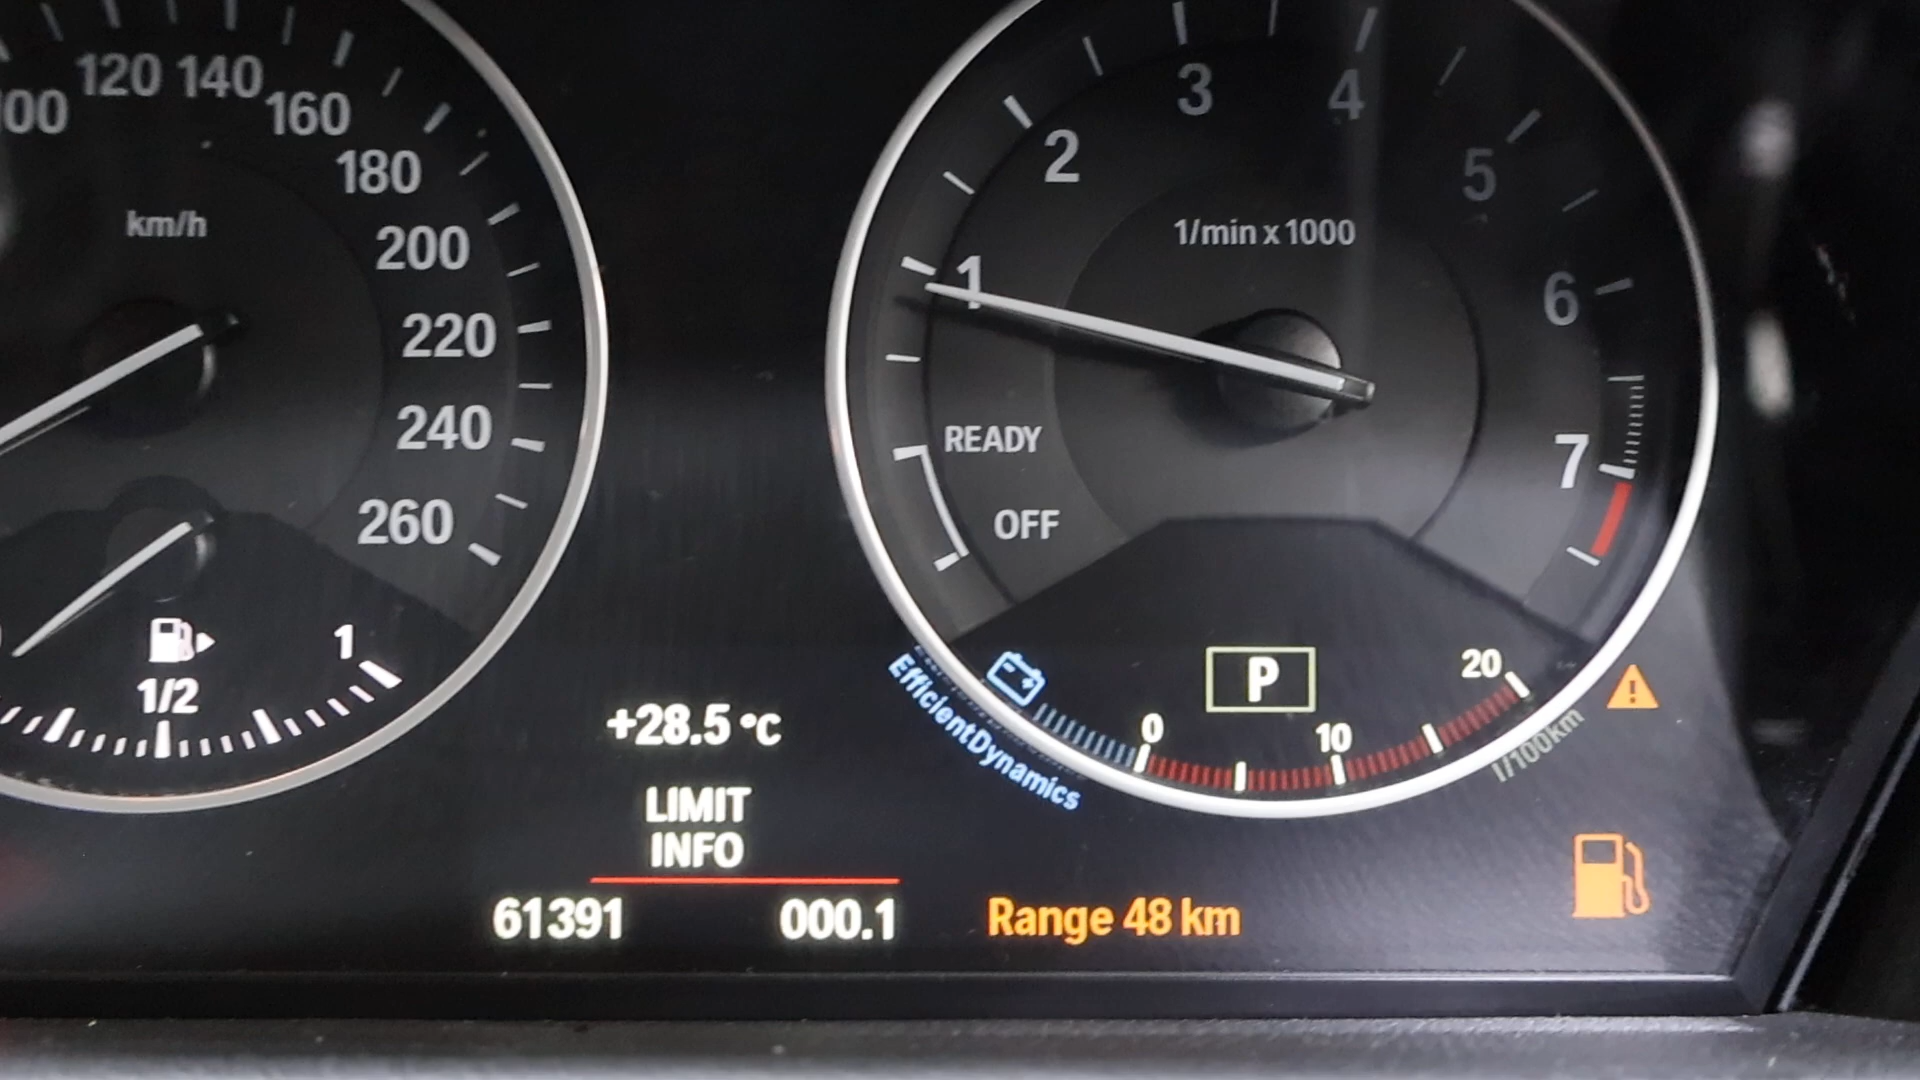 120 140
160
180
km/h
200
220
240
260
1
1/2
+28.5 °C
LIMIT
INFO
61391 000.1
1 2 3 4 5 6 7
1/min x 1000
READY
OFF
EfficientDynamics
0 10 20
P
l/100km
Range 48 km